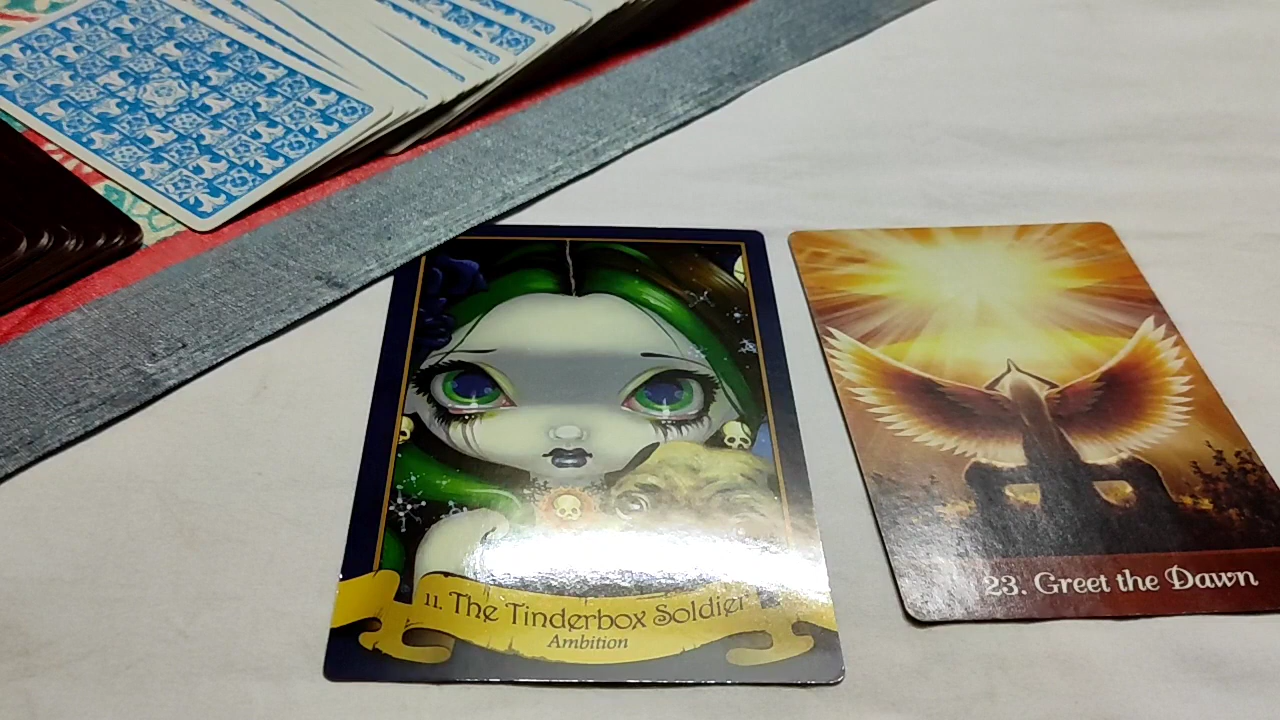 11. The Tinderbox Soldier
Ambition
23. Greet the Dawn